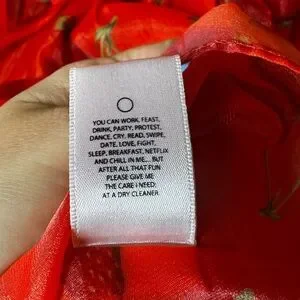 YOU CAN WORK, FEAST,
DRINK, PARTY, PROTEST,
DANCE, CRY, READ, SWIPE,
DATE, LOVE, FIGHT,
SLEEP, BREAKFAST, NETFLIX
AND CHILL IN ME... BUT
AFTER ALL THAT FUN
PLEASE GIVE ME
THE CARE I NEED:
AT A DRY CLEANER